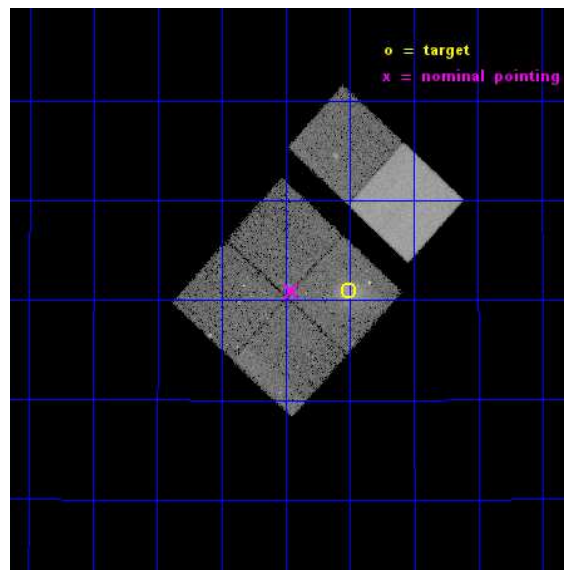 o = target
x = nominal pointing